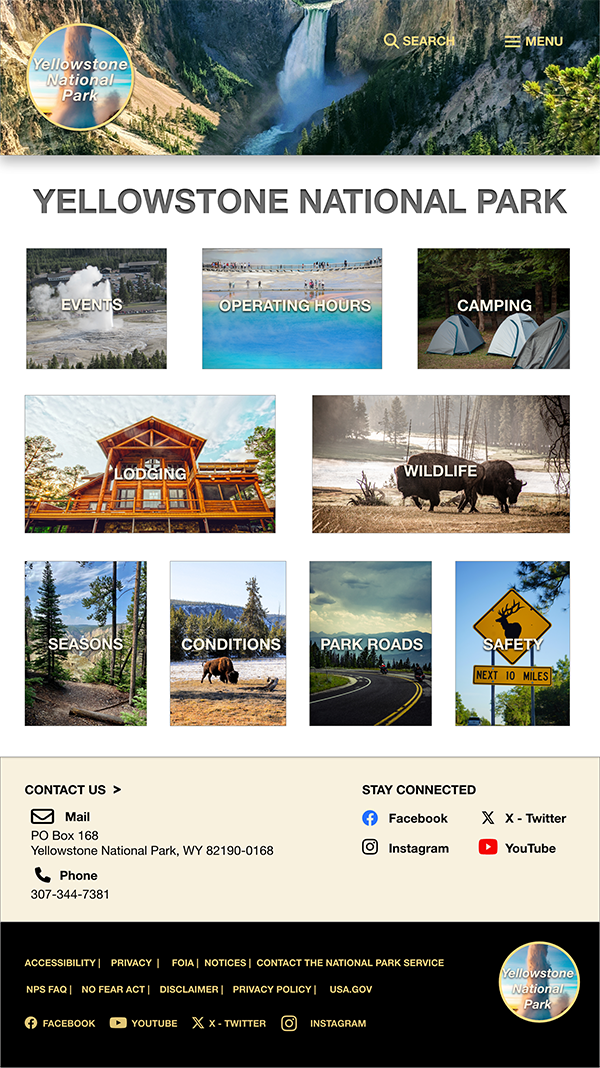 Yellowstone
National
Park
SEARCH
MENU
YELLOWSTONE NATIONAL PARK
EVENTS
OPERATING HOURS
CAMPING
LODGING
WILDLIFE
SEASONS
CONDITIONS
PARK ROADS
SAFETY
NEXT 10 MILES
CONTACT US >
Mail
PO Box 168
Yellowstone National Park, WY 82190-0168
Phone
307-344-7381
STAY CONNECTED
Facebook
X - Twitter
Instagram
YouTube
ACCESSIBILITY | PRIVACY | FOIA | NOTICES | CONTACT THE NATIONAL PARK SERVICE
NPS FAQ | NO FEAR ACT | DISCLAIMER | PRIVACY POLICY | USA.GOV
FACEBOOK YOUTUBE X - TWITTER INSTAGRAM
Yellowstone
National
Park